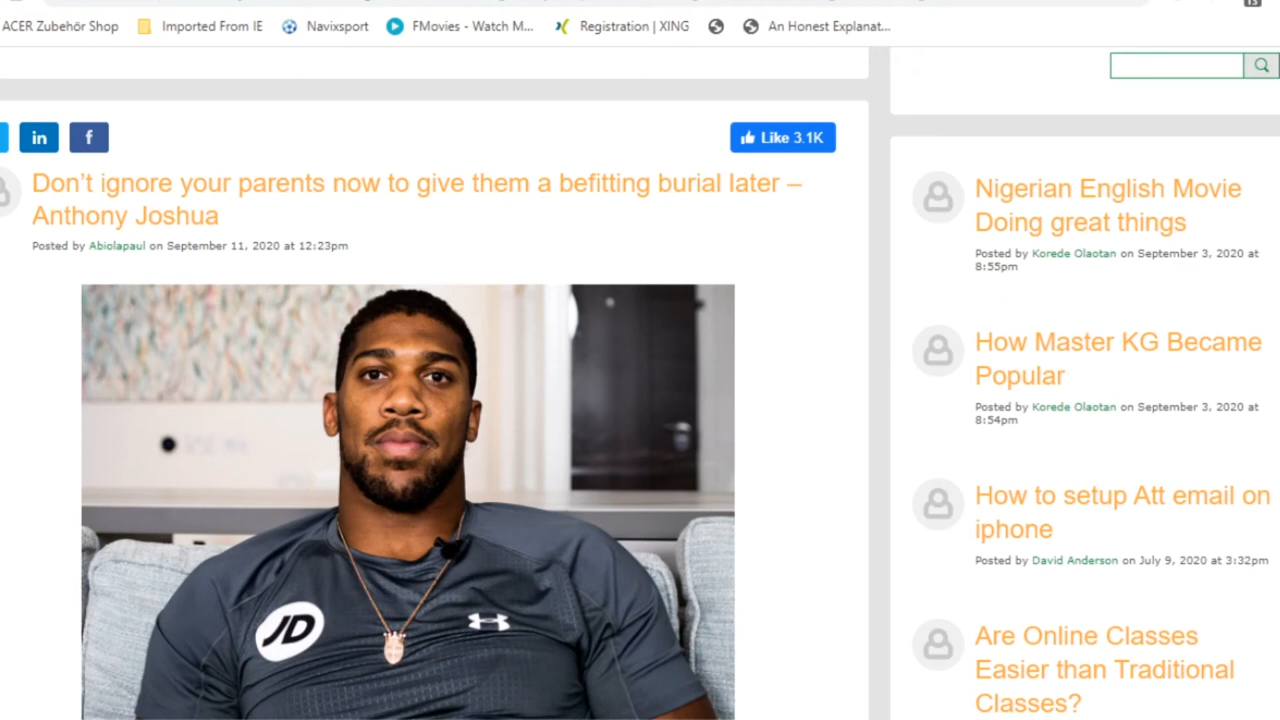 ACER Zubehör Shop
Imported From IE
Navixsport
FMovies - Watch M...
Registration | XING
An Honest Explanat...
in
f
Like 3.1K
Don't ignore your parents now to give them a befitting burial later –
Anthony Joshua
Posted by Abiolapaul on September 11, 2020 at 12:23pm
JD
Nigerian English Movie
Doing great things
Posted by Korede Olaotan on September 3, 2020 at
8:55pm
How Master KG Became
Popular
Posted by Korede Olaotan on September 3, 2020 at
8:54pm
How to setup Att email on
iphone
Posted by David Anderson on July 9, 2020 at 3:32pm
Are Online Classes
Easier than Traditional
Classes?